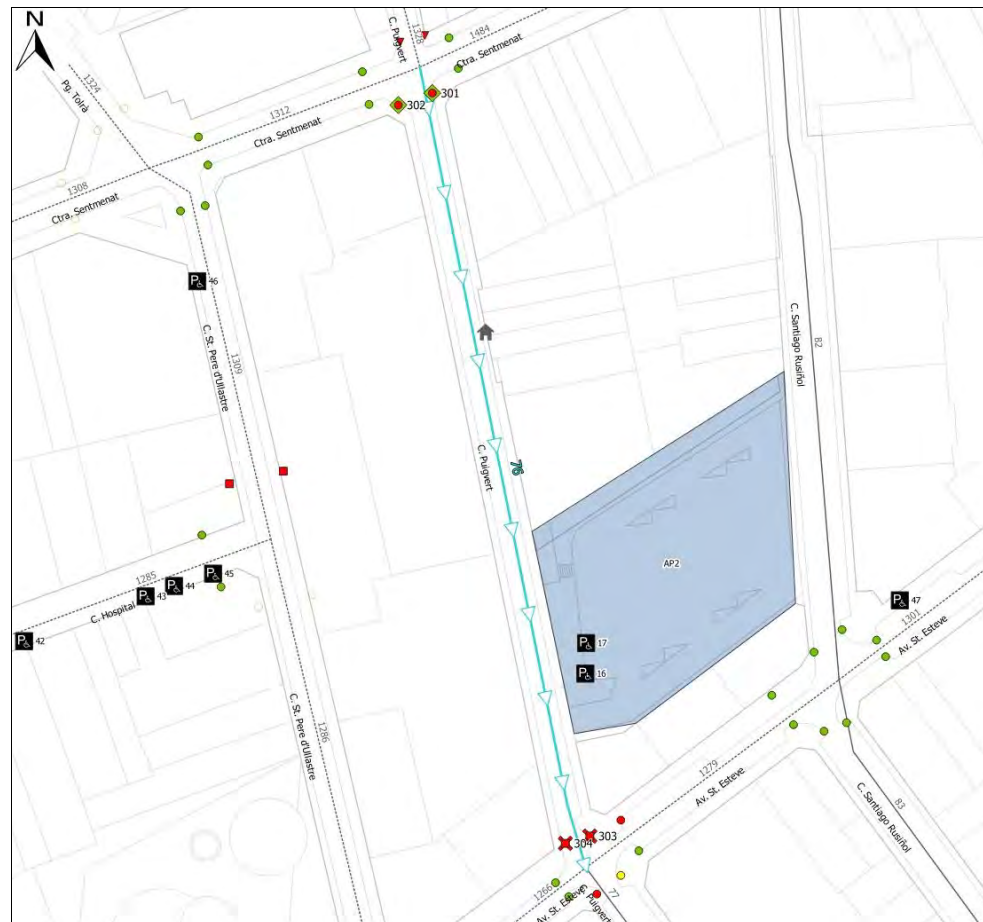 N
C. Puigvert
1328
1484
Ctra. Sentmenat
1324
Pg. Tolrà
301
302
1312
Ctra. Sentmenat
1308
Ctra. Sentmenat
P 46
C. St. Pere d'Ullastre
1309
C. Santiago Rusiñol
82
C. Puigvert
76
AP2
1285
P 45
P 44
P 43
C. Hospital
P 42
P 17
P 16
P 47
1301
Av. St. Esteve
C. St. Pere d'Ullastre
1286
1279
Av. St. Esteve
C. Santiago Rusiñol
83
303
304
1266
Av. St. Esteve
77
Puigvert